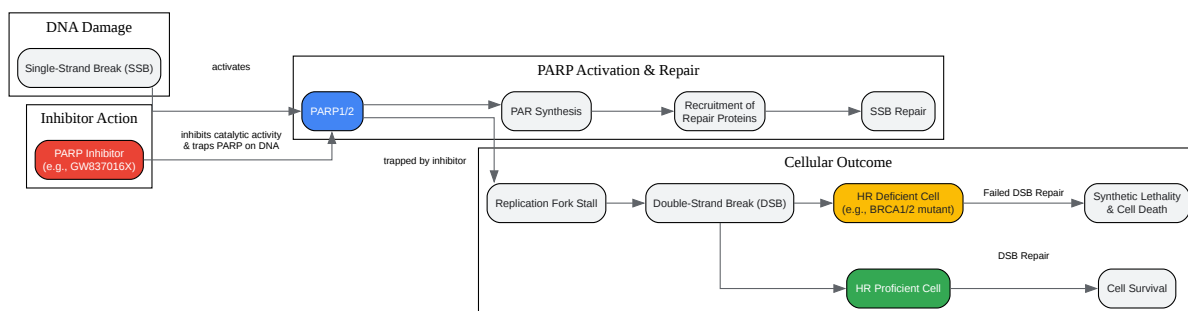 DNA Damage
Single-Strand Break (SSB)
activates
Inhibitor Action
PARP Inhibitor
(e.g., GW837016X)
inhibits catalytic activity
& traps PARP on DNA
PARP Activation & Repair
PARP1/2
PAR Synthesis
Recruitment of
Repair Proteins
SSB Repair
trapped by inhibitor
Cellular Outcome
Replication Fork Stall
Double-Strand Break (DSB)
HR Deficient Cell
(e.g., BRCA1/2 mutant)
Failed DSB Repair
Synthetic Lethality
& Cell Death
HR Proficient Cell
DSB Repair
Cell Survival